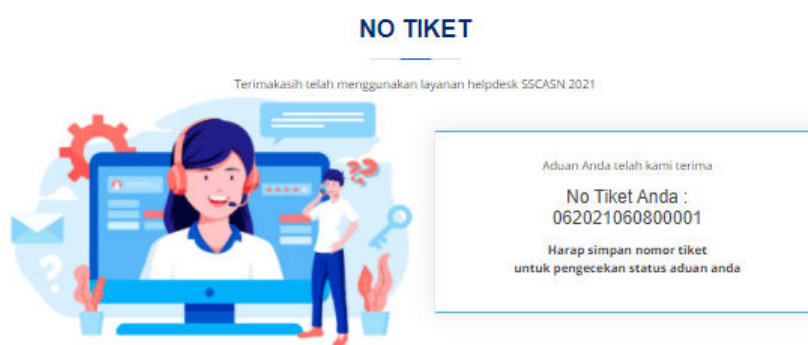 NO TIKET
Terimakasih telah menggunakan layanan helpdesk SSCASN 2021
Aduan Anda telah kami terima
No Tiket Anda :
062021060800001
Harap simpan nomor tiket
untuk pengecekan status aduan anda